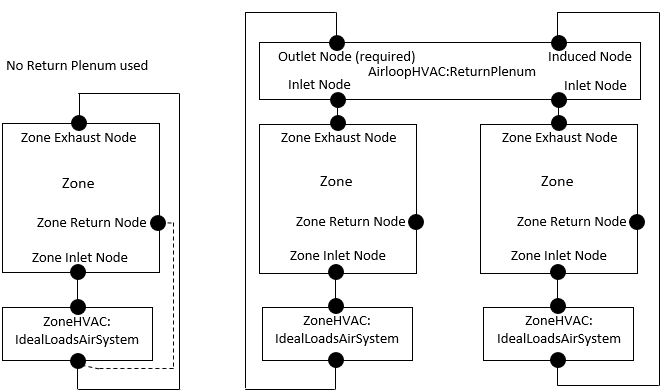 No Return Plenum used
Zone Exhaust Node
Zone
Zone Return Node
Zone Inlet Node
ZoneHVAC:
IdealLoadsAirSystem
Outlet Node (required)
Induced Node
AirloopHVAC:ReturnPlenum
Inlet Node
Inlet Node
Zone Exhaust Node
Zone
Zone Return Node
Zone Inlet Node
ZoneHVAC:
IdealLoadsAirSystem
Zone Exhaust Node
Zone
Zone Return Node
Zone Inlet Node
ZoneHVAC:
IdealLoadsAirSystem